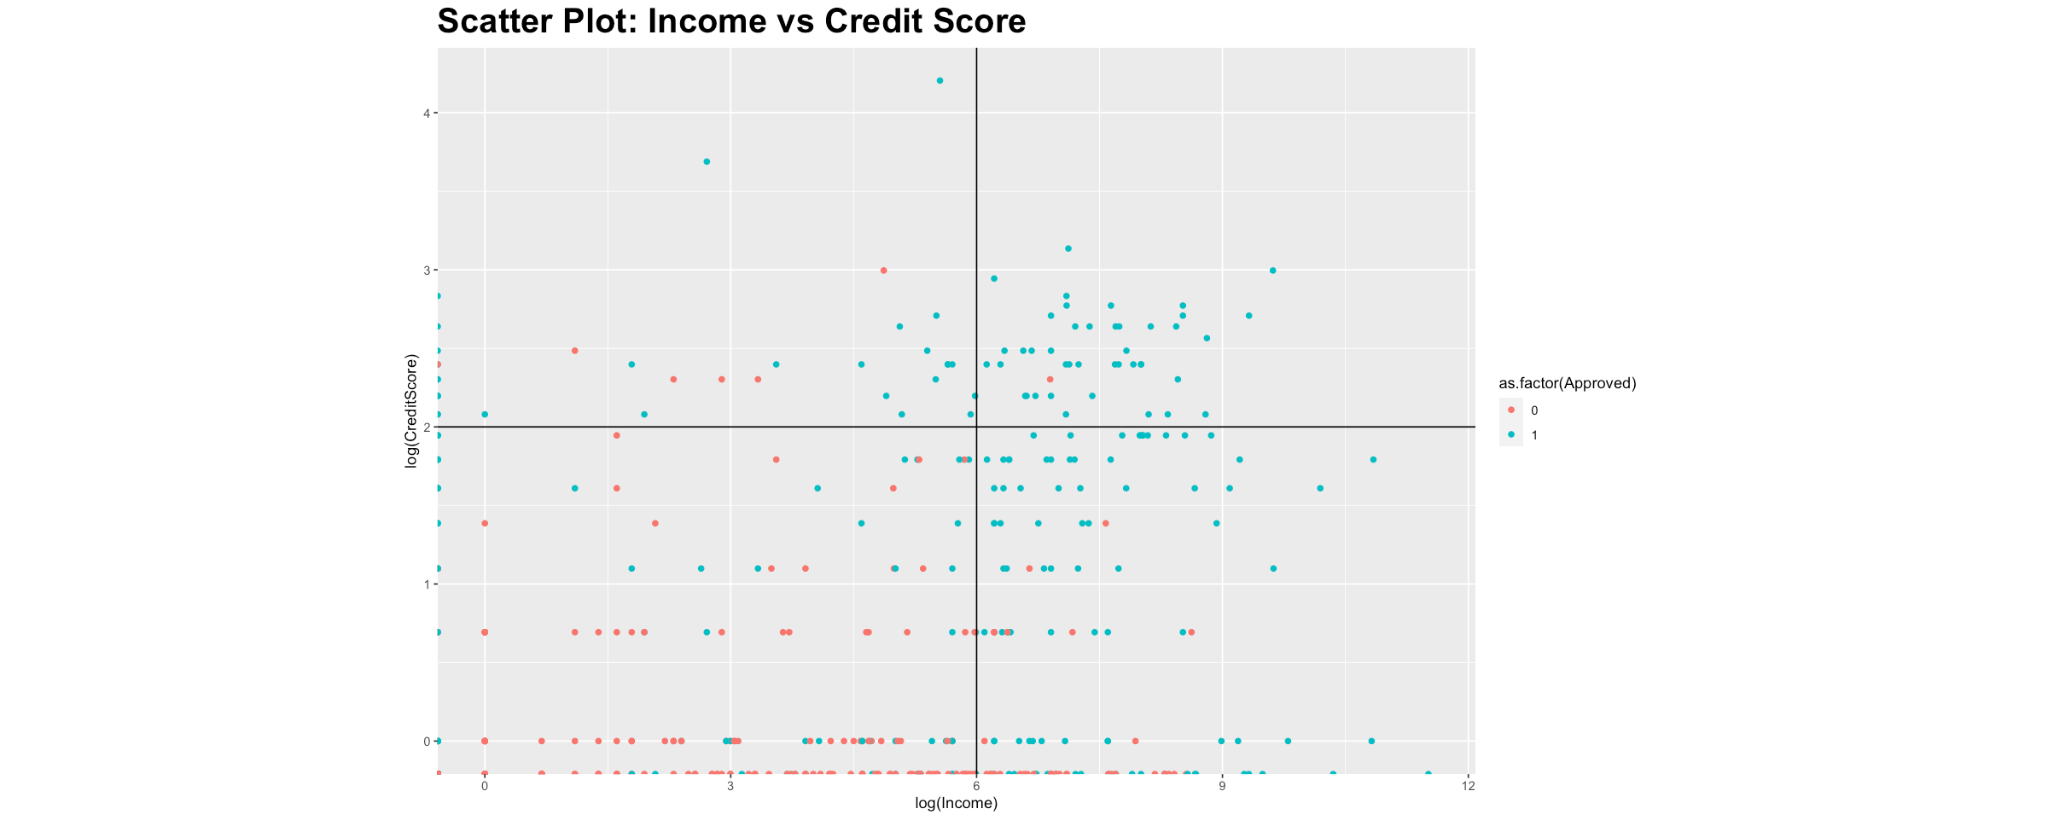 Scatter Plot: Income vs Credit Score
4
3
2
1
0
log(CreditScore)
0 3 6 9 12
log(Income)
as.factor(Approved)
0
1